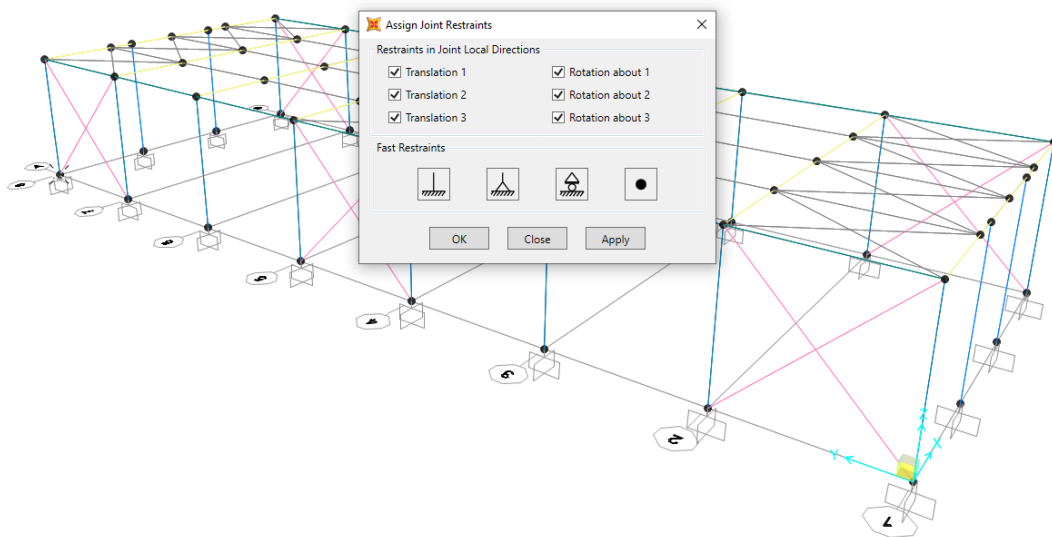 Assign Joint Restraints
Restraints in Joint Local Directions
Translation 1
Rotation about 1
Translation 2
Rotation about 2
Translation 3
Rotation about 3
Fast Restraints
OK
Close
Apply
Z
X
Y